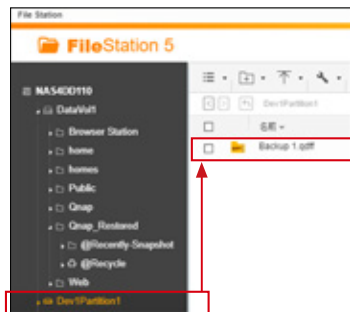 File Station
FileStation 5
NAS4DD110
DataVol1
Browser Station
home
homes
Public
Qnap
Qnap_Restored
@Recently-Snapshot
@Recycle
Web
Dev1Partition1
Dev1Partition1
名前
Backup 1.qdff